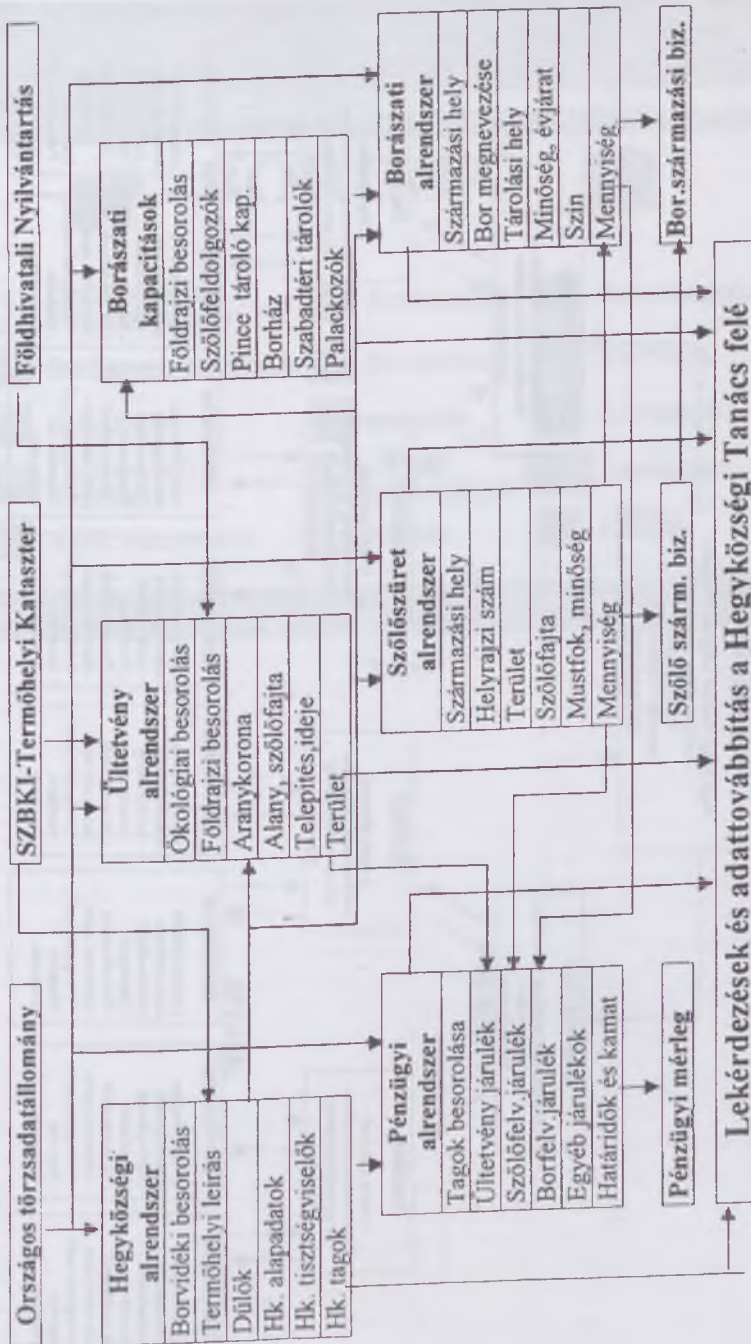 Országos törzsadatállomány
SZBKI-Termőhelyi Kataszter
Földhivatali Nyilvántartás
Hegyközségi
alrendszer
Borvidéki besorolás
Termőhelyi leírás
Dűlők
Hk. alapadatok
Hk. tisztségviselők
Hk. tagok
Ültetvény
alrendszer
Ökológiai besorolás
Földrajzi besorolás
Aranykorona
Alany, szőlőfajta
Telepítés,ideje
Terület
Borászati
kapacitások
Földrajzi besorolás
Szőlőfeldolgozók
Pince tároló kap.
Borház
Szabadtéri tárolók
Palackozók
Pénzügyi
alrendszer
Tagok besorolása
Ültetvény járulék
Szőlőfelv.járulék
Borfelv.járulék
Egyéb járulékok
Határidők és kamat
Szőlőszüret
alrendszer
Származási hely
Helyrajzi szám
Terület
Szőlőfajta
Mustfok, minőség
Mennyiség
Borászati
alrendszer
Származási hely
Bor megnevezése
Tárolási hely
Minőség, évjárat
Szín
Mennyiség
Pénzügyi mérleg
Szőlő szárm. biz.
Bor.származási biz.
Lekérdezések és adattovábbítás a Hegyközségi Tanács felé